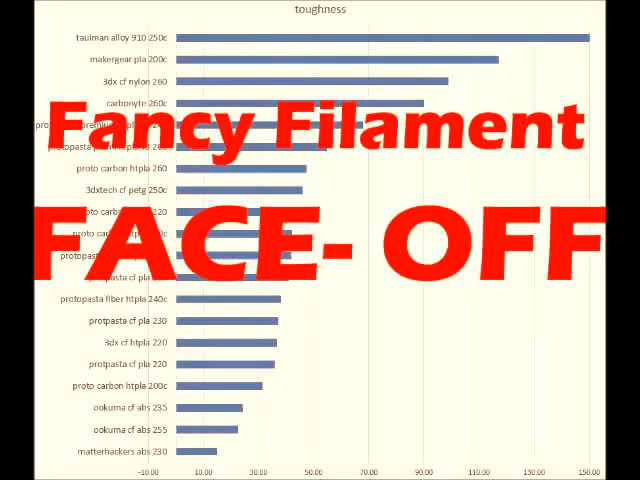 toughness
taulman alloy 910 250c
makergear pla 200c
3dx cf nylon 260
carbonyte 260c
Fancy Filament
proto carbon htpla 260
3dxtech cf petg 250c
FACE- OFF
protopasta fiber htpla 240c
protpasta cf pla 230
3dx cf htpla 220
protpasta cf pla 220
proto carbon htpla 200c
ookuma cf abs 235
ookuma cf abs 255
matterhackers abs 230
-10.00 10.00 30.00 50.00 70.00 90.00 110.00 130.00 150.00